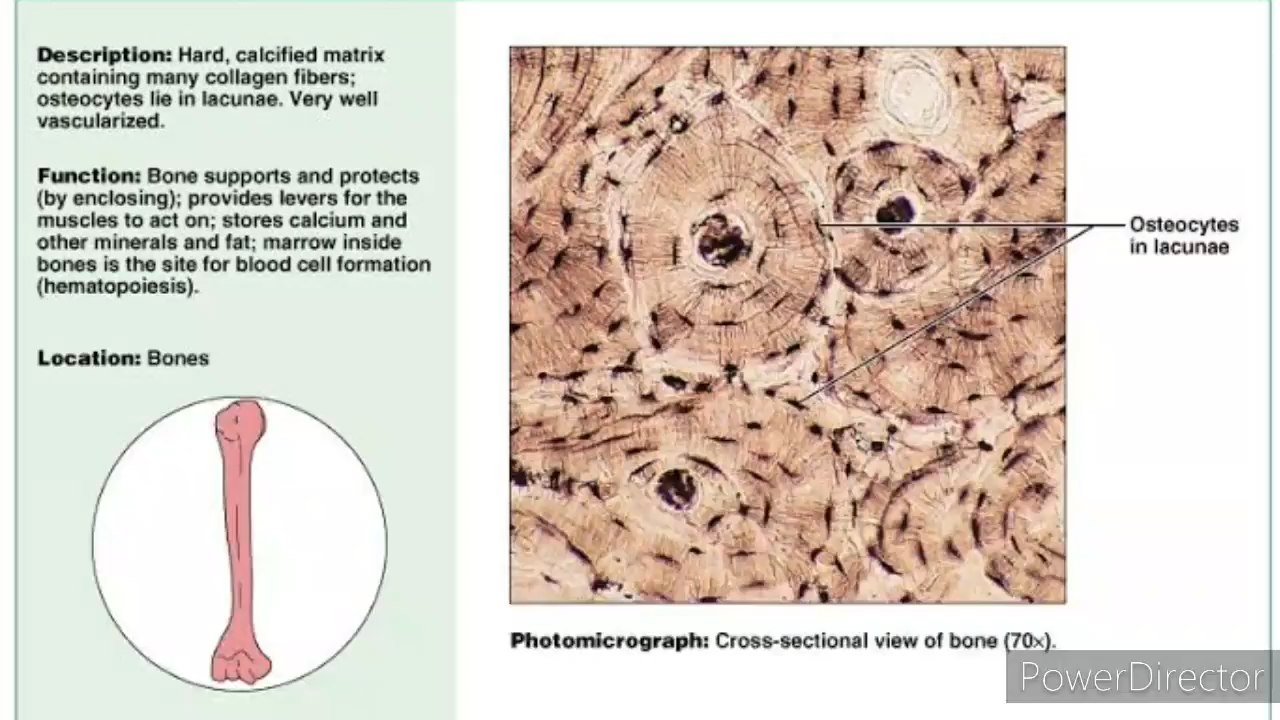 Description: Hard, calcified matrix
containing many collagen fibers;
osteocytes lie in lacunae. Very well
vascularized.
Function: Bone supports and protects
(by enclosing); provides levers for the
muscles to act on; stores calcium and
other minerals and fat; marrow inside
bones is the site for blood cell formation
(hematopoiesis).
Location: Bones
Osteocytes
in lacunae
Photomicrograph: Cross-sectional view of bone (70×).
PowerDirector